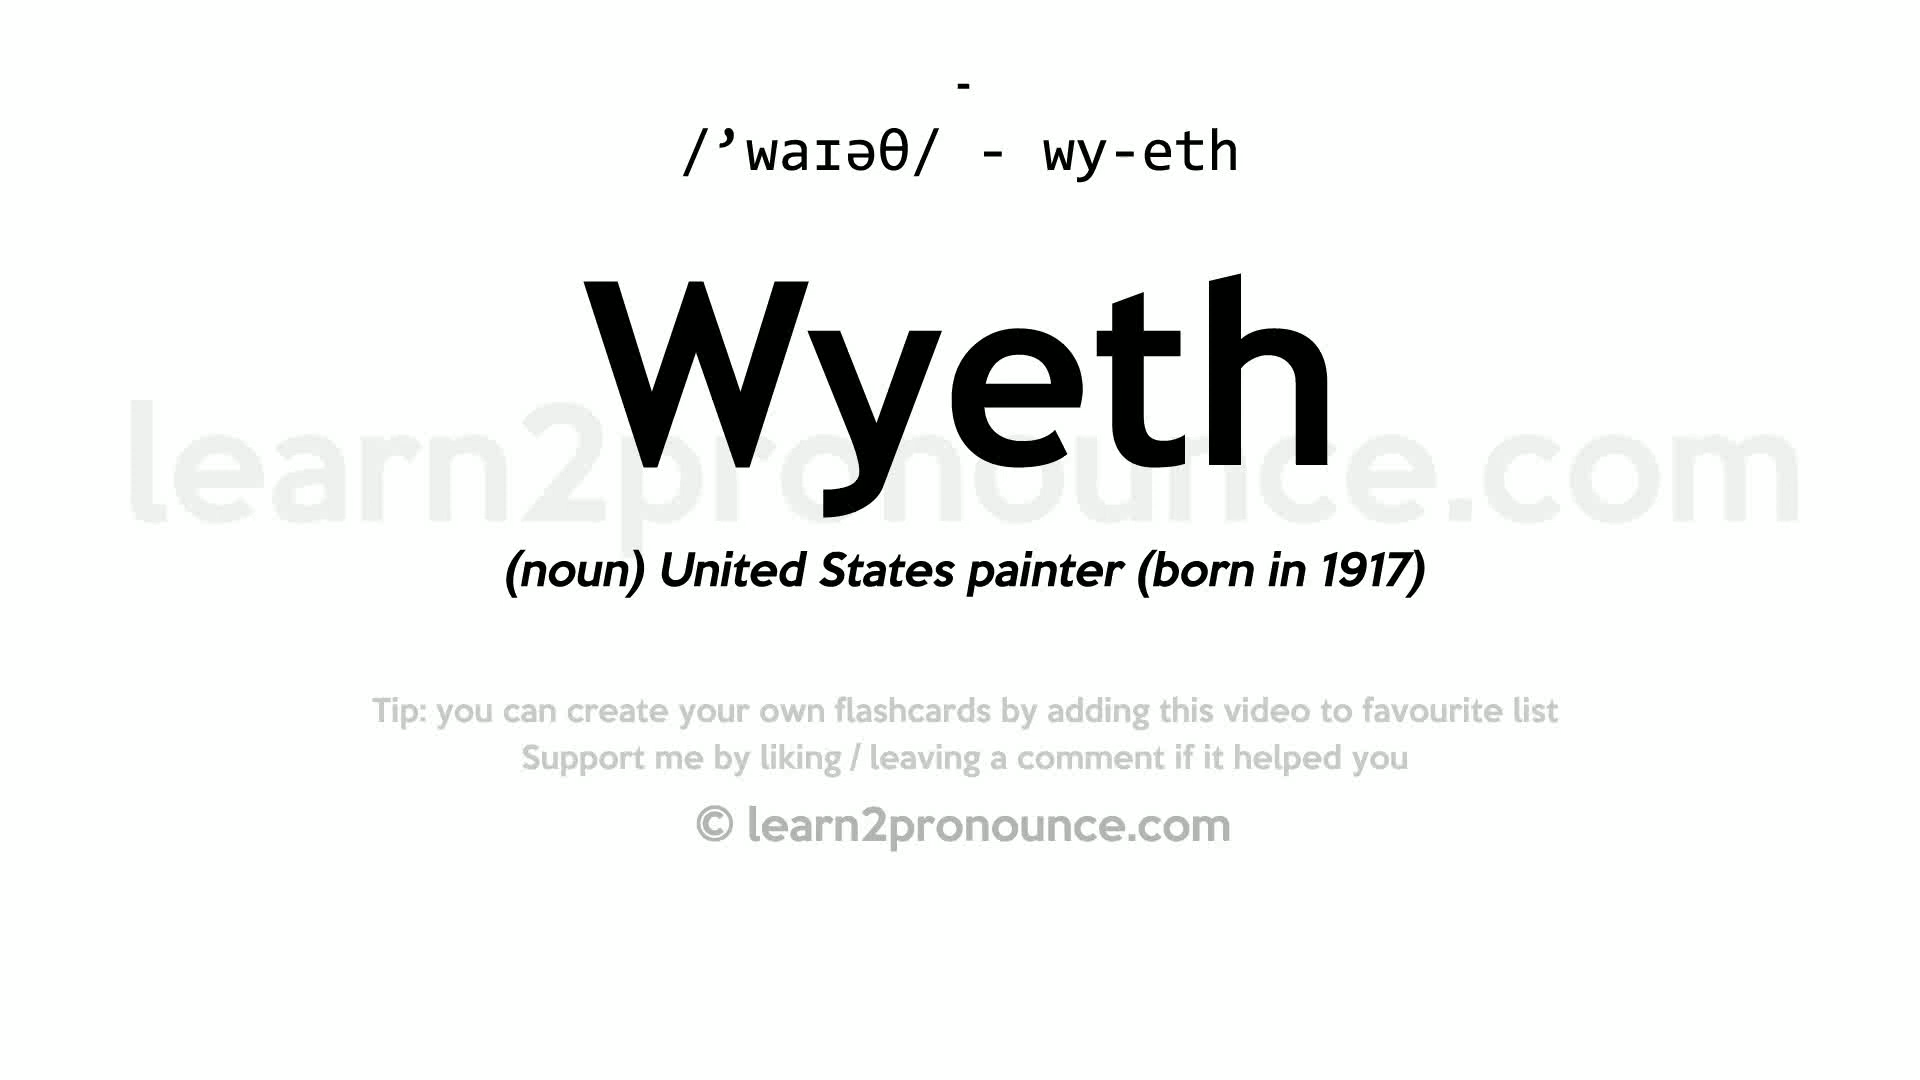 -
/’waɪəθ/ - wy-eth
Wyeth
learn2pronounce.com
(noun) United States painter (born in 1917)
Tip: you can create your own flashcards by adding this video to favourite list
Support me by liking / leaving a comment if it helped you
© learn2pronounce.com